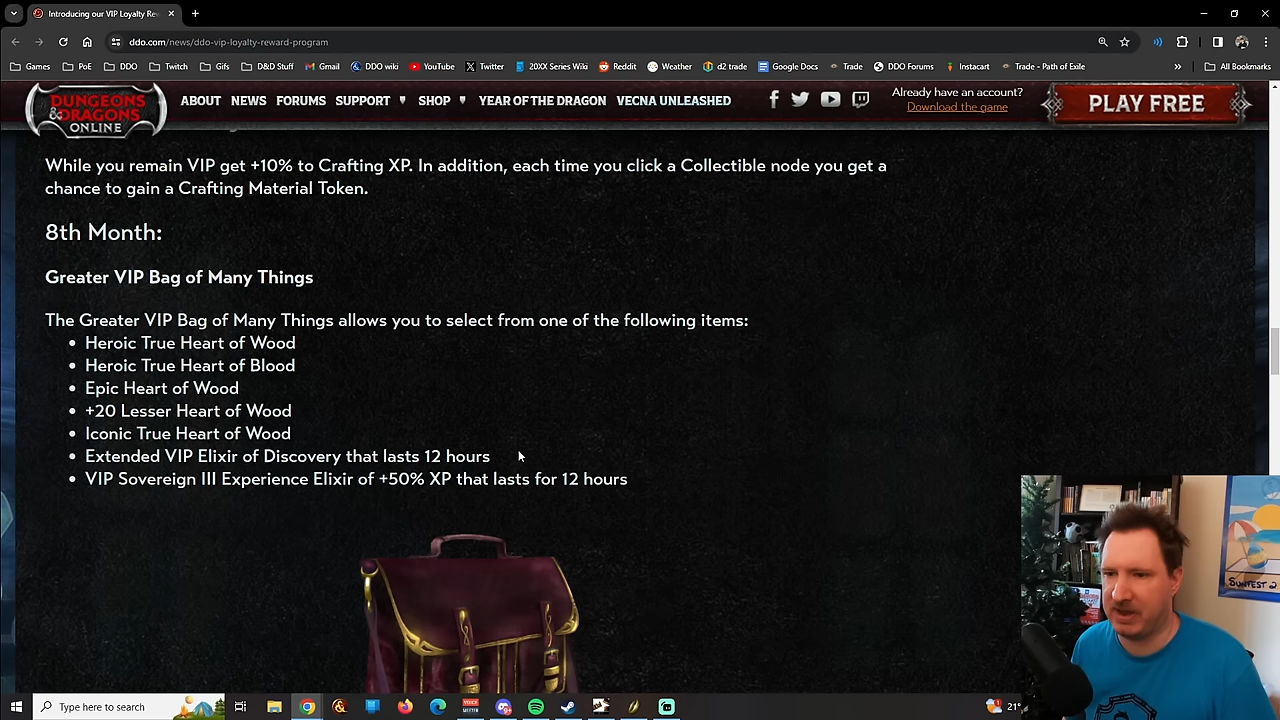 Introducing our VIP Loyalty Rew
ddo.com/news/ddo-vip-loyalty-reward-program
Games PoE DDO Twitch Gifs D&D Stuff Gmail DDO wiki YouTube Twitter 20XX Series Wiki Reddit Weather d2 trade Google Docs Trade DDO Forums Instacart Trade - Path of Exile » All Bookmarks
DUNGEONS & DRAGONS ONLINE
ABOUT NEWS FORUMS SUPPORT SHOP YEAR OF THE DRAGON VECNA UNLEASHED
Already have an account?
Download the game
PLAY FREE
While you remain VIP get +10% to Crafting XP. In addition, each time you click a Collectible node you get a
chance to gain a Crafting Material Token.
8th Month:
Greater VIP Bag of Many Things
The Greater VIP Bag of Many Things allows you to select from one of the following items:
• Heroic True Heart of Wood
• Heroic True Heart of Blood
• Epic Heart of Wood
• +20 Lesser Heart of Wood
• Iconic True Heart of Wood
• Extended VIP Elixir of Discovery that lasts 12 hours
• VIP Sovereign III Experience Elixir of +50% XP that lasts for 12 hours
SUNFEST
Type here to search
VOICE
21°